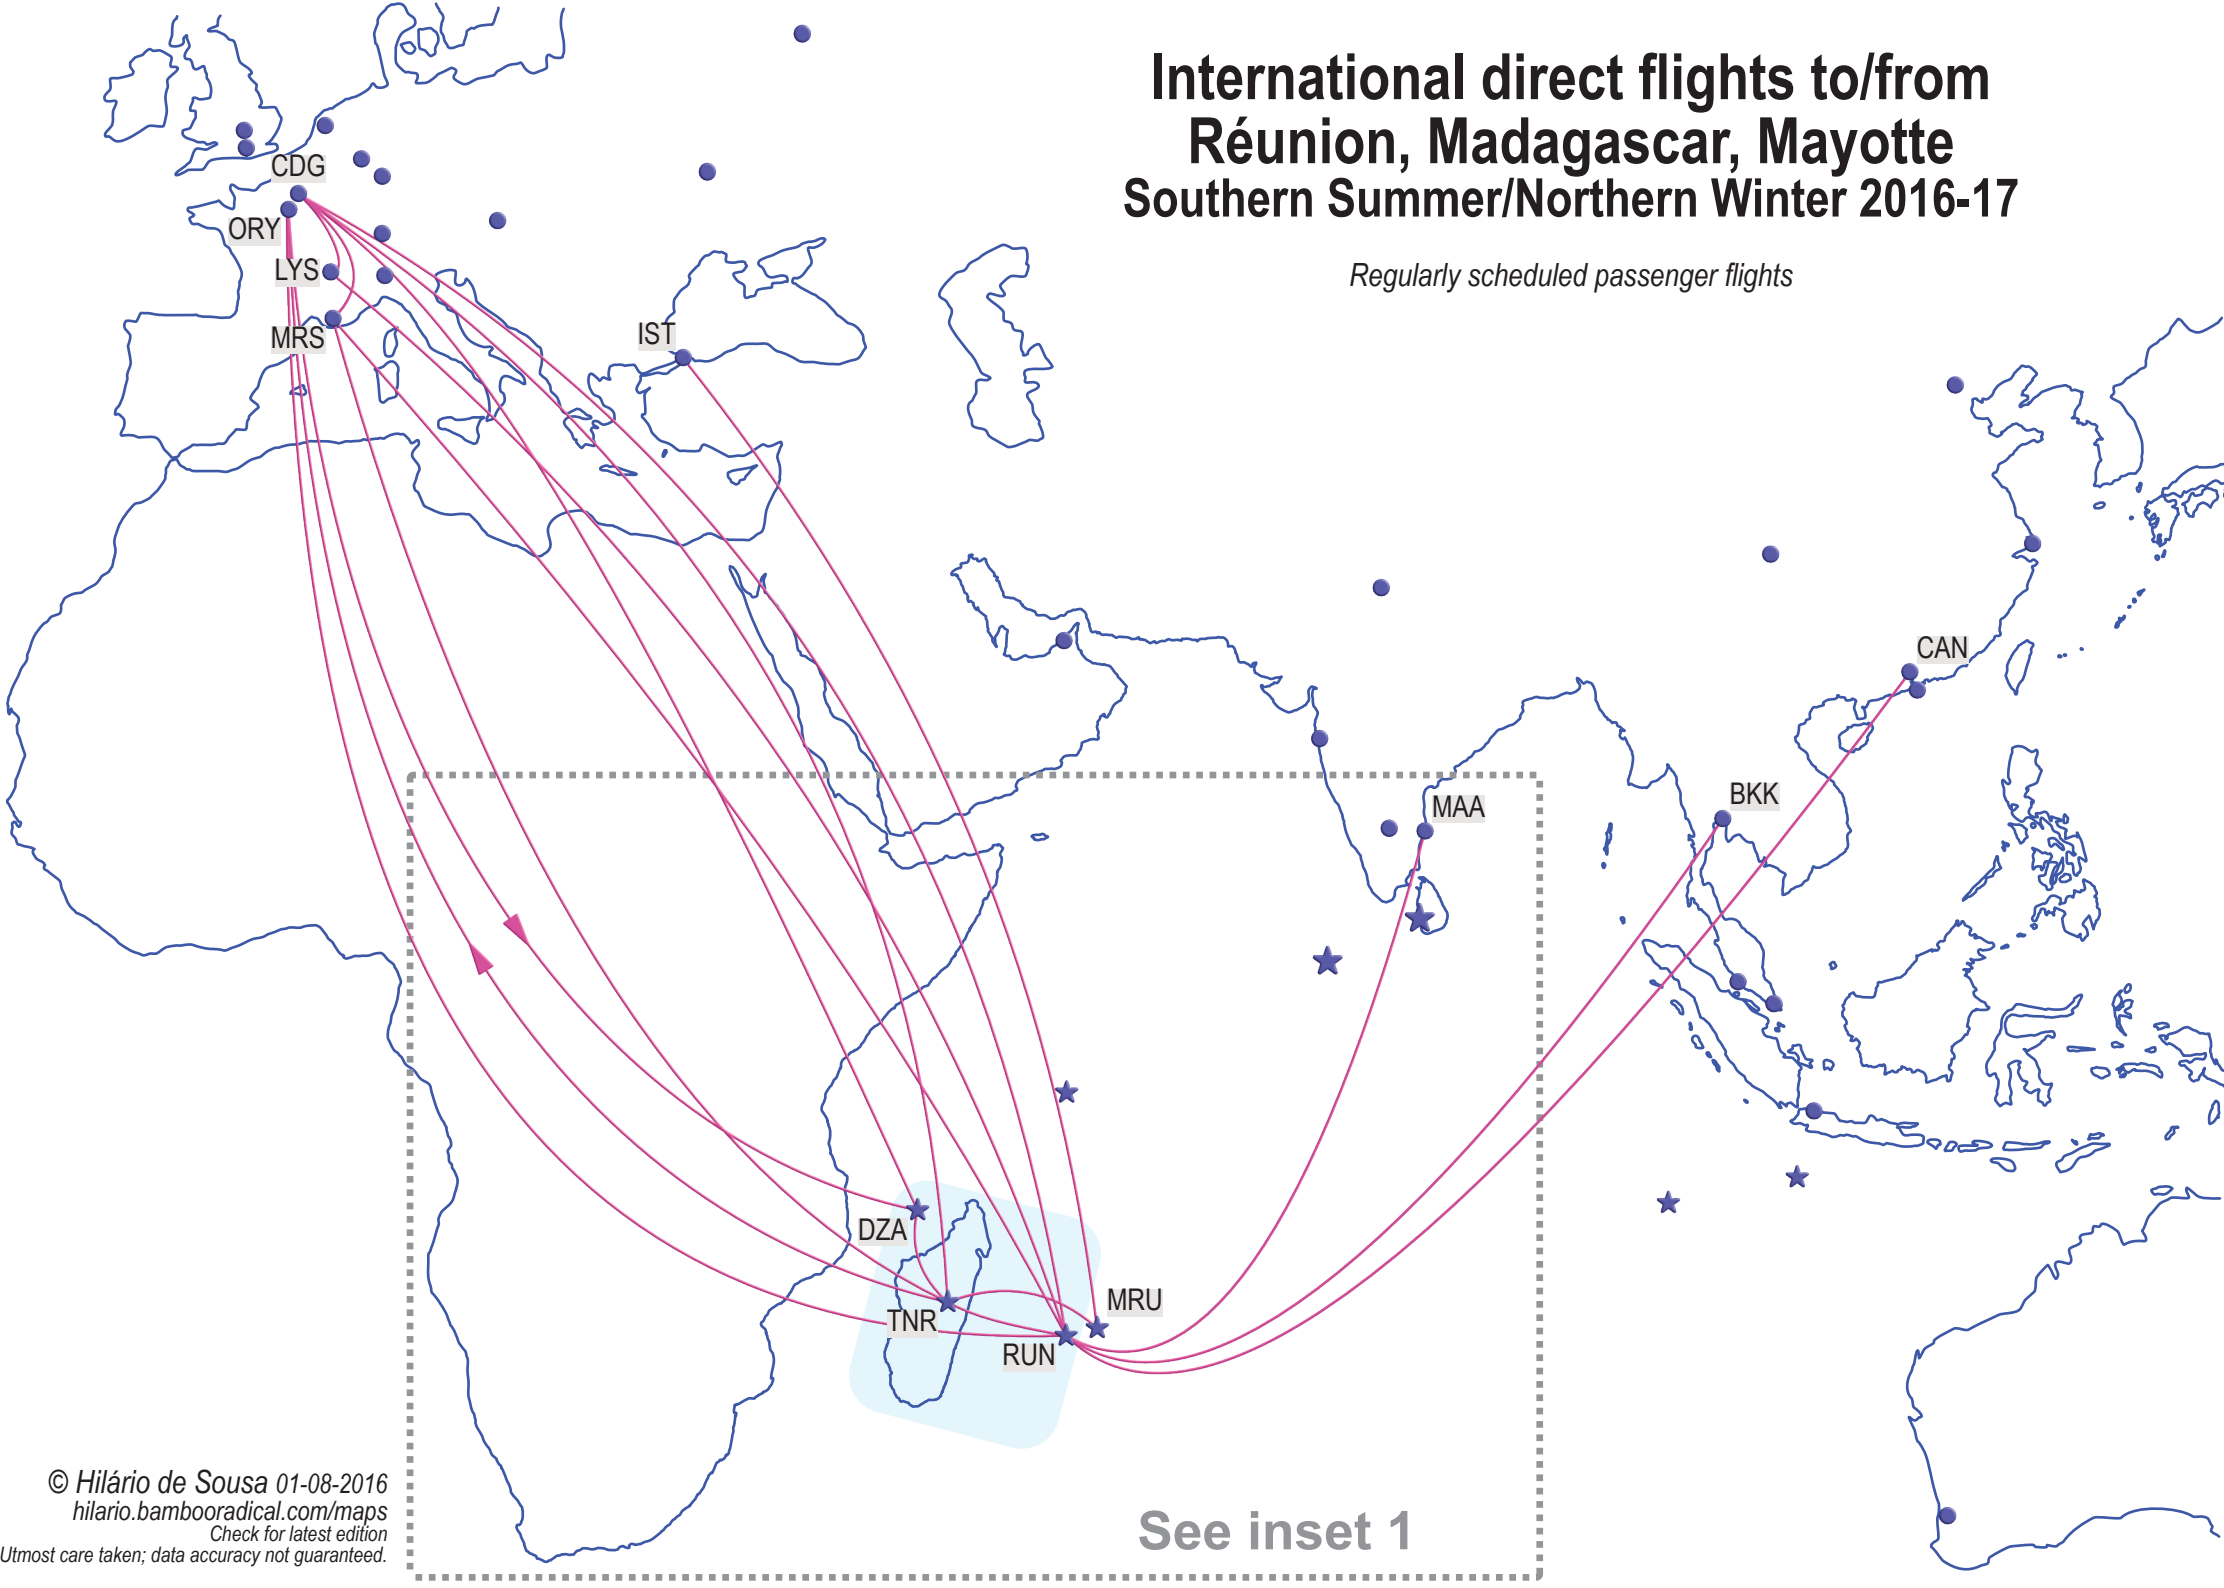 International direct flights to/from
Réunion, Madagascar, Mayotte
Southern Summer/Northern Winter 2016-17
Regularly scheduled passenger flights
CDG
ORY
LYS
MRS
IST
CAN
BKK
MAA
DZA
TNR
MRU
RUN
See inset 1
© Hilário de Sousa 01-08-2016
hilario.bambooradical.com/maps
Check for latest edition
Utmost care taken; data accuracy not guaranteed.